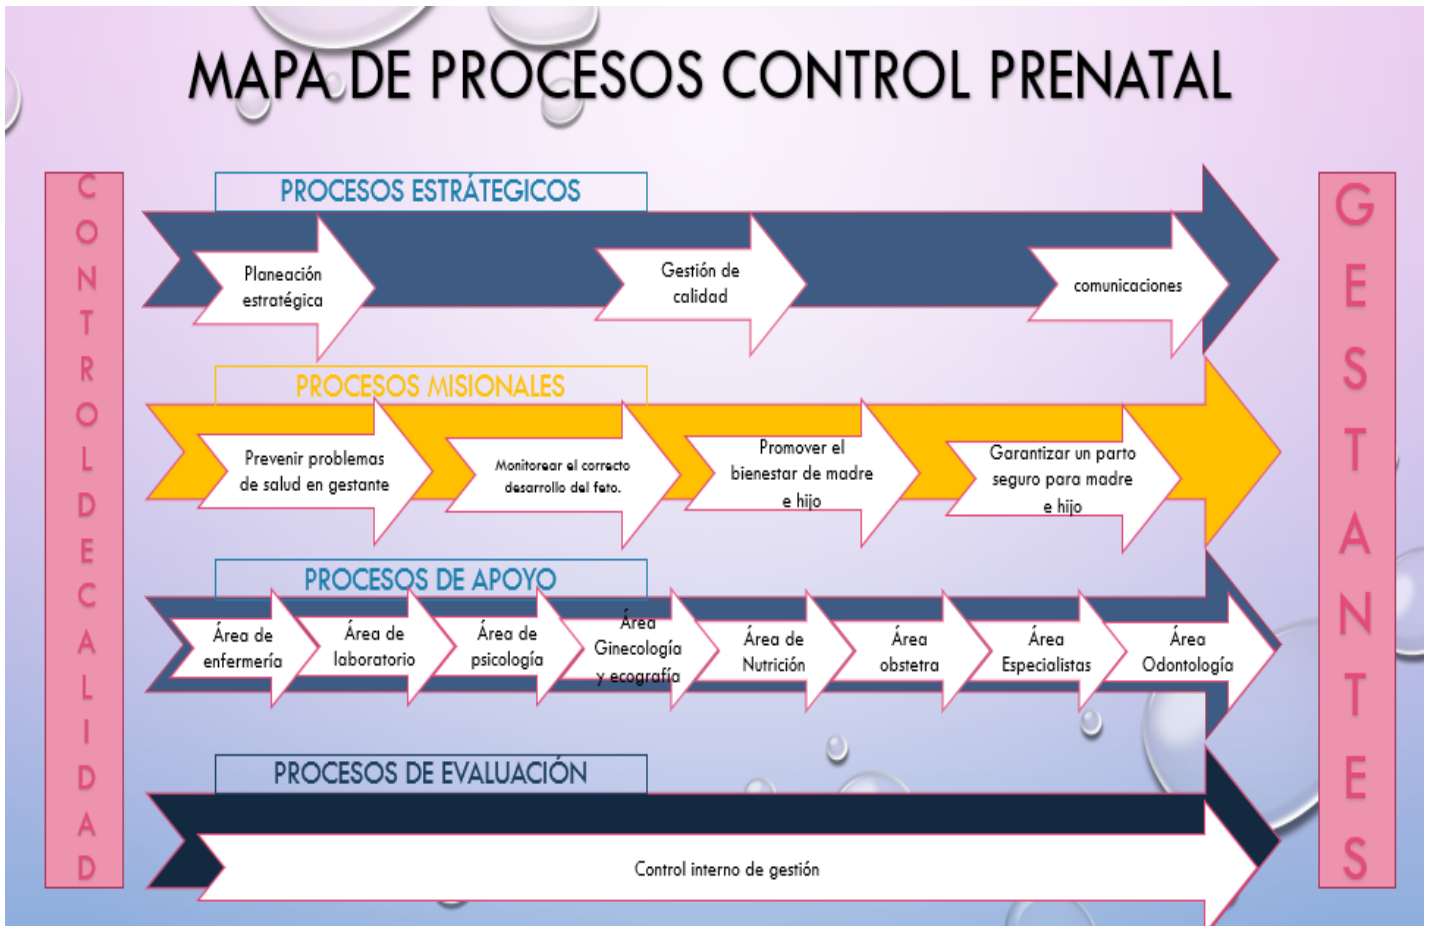 MAPA DE PROCESOS CONTROL PRENATAL
CONTROLDECALIDAD
PROCESOS ESTRÁTEGICOS
Planeación
estratégica
Gestión de
calidad
comunicaciones
PROCESOS MISIONALES
Prevenir problemas
de salud en gestante
Monitorear el correcto
desarrollo del feto.
Promover el
bienestar de madre
e hijo
Garantizar un parto
seguro para madre
e hijo
PROCESOS DE APOYO
Área de
enfermería
Área de
laboratorio
Área de
psicología
Área
Ginecología
y ecografía
Área de
Nutrición
Área
obstetra
Área
Especialistas
Área
Odontología
PROCESOS DE EVALUACIÓN
Control interno de gestión
GESTANTES